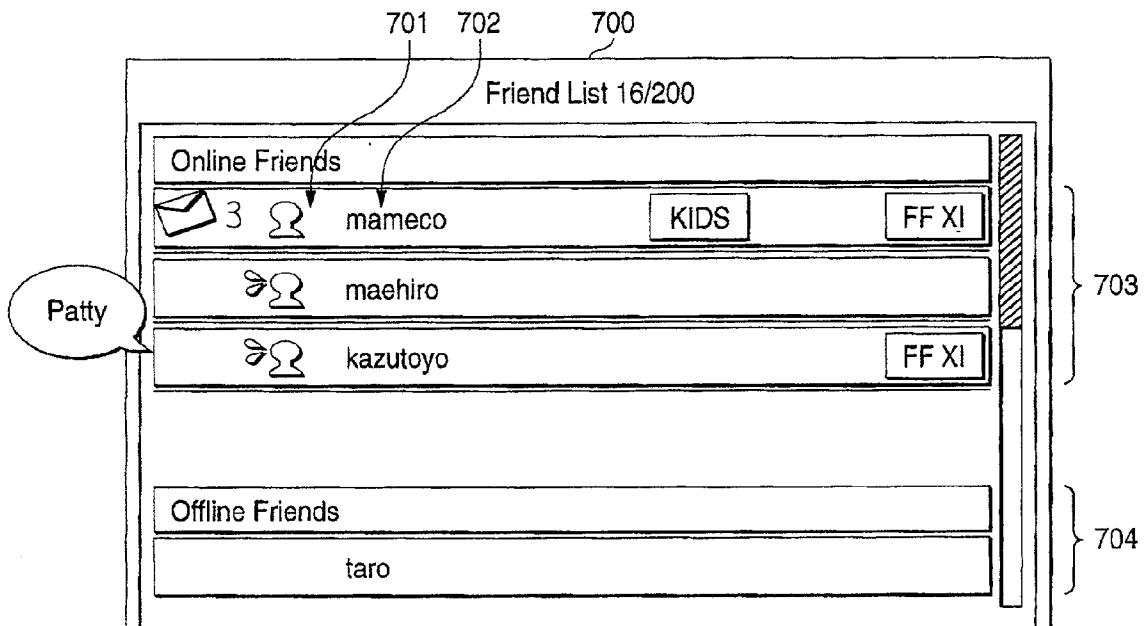 701 702 700
Friend List 16/200
Online Friends
3 mameco KIDS FF XI
maehiro
703
Patty
kazutoyo FF XI
Offline Friends
704
taro